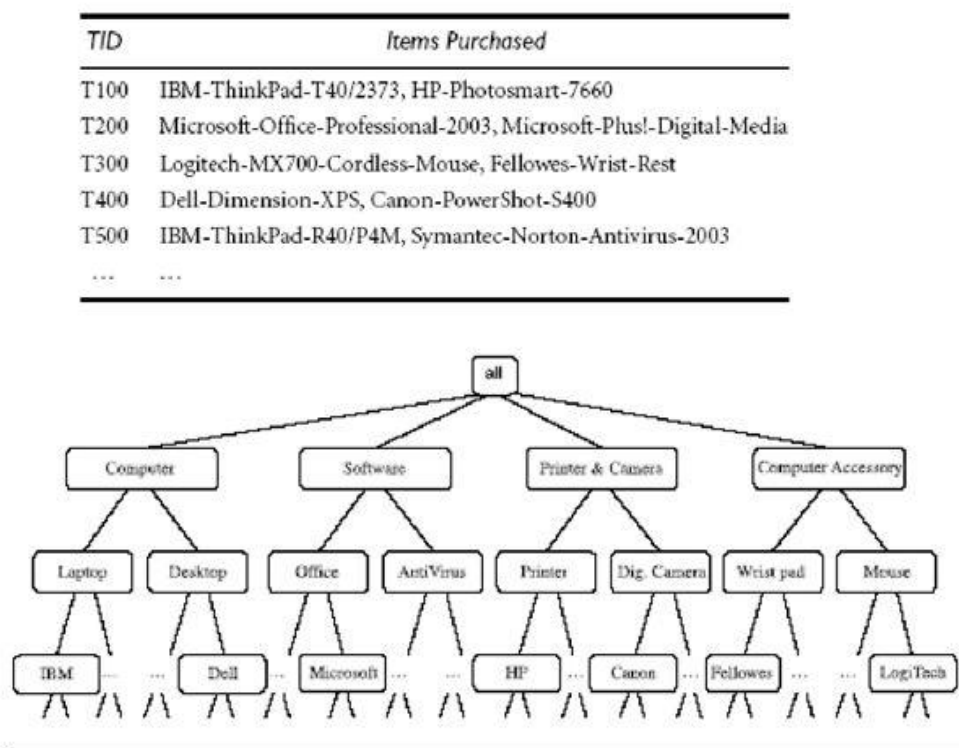 TID Items Purchased
T100 IBM-ThinkPad-T40/2373, HP-Photosmart-7660
T200 Microsoft-Office-Professional-2003, Microsoft-Plus!-Digital-Media
T300 Logitech-MX700-Cordless-Mouse, Fellowes-Wrist-Rest
T400 Dell-Dimension-XPS, Canon-PowerShot-S400
T500 IBM-ThinkPad-R40/P4M, Symantec-Norton-Antivirus-2003
... ...
all
Computer Software Printer & Camera Computer Accessory
Laptop Desktop Office AntiVirus Printer Dig. Camera Wrist pad Mouse
IBM ... ... Dell ... Microsoft ... ... HP ... Canon ... Fellowes ... ... LogiTech